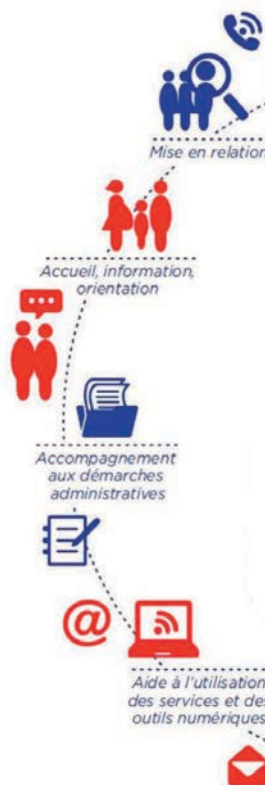 Mise en relation
Accueil, information,
orientation
Accompagnement
aux démarches
administratives
@
Aide à l'utilisation
des services et des
outils numériques